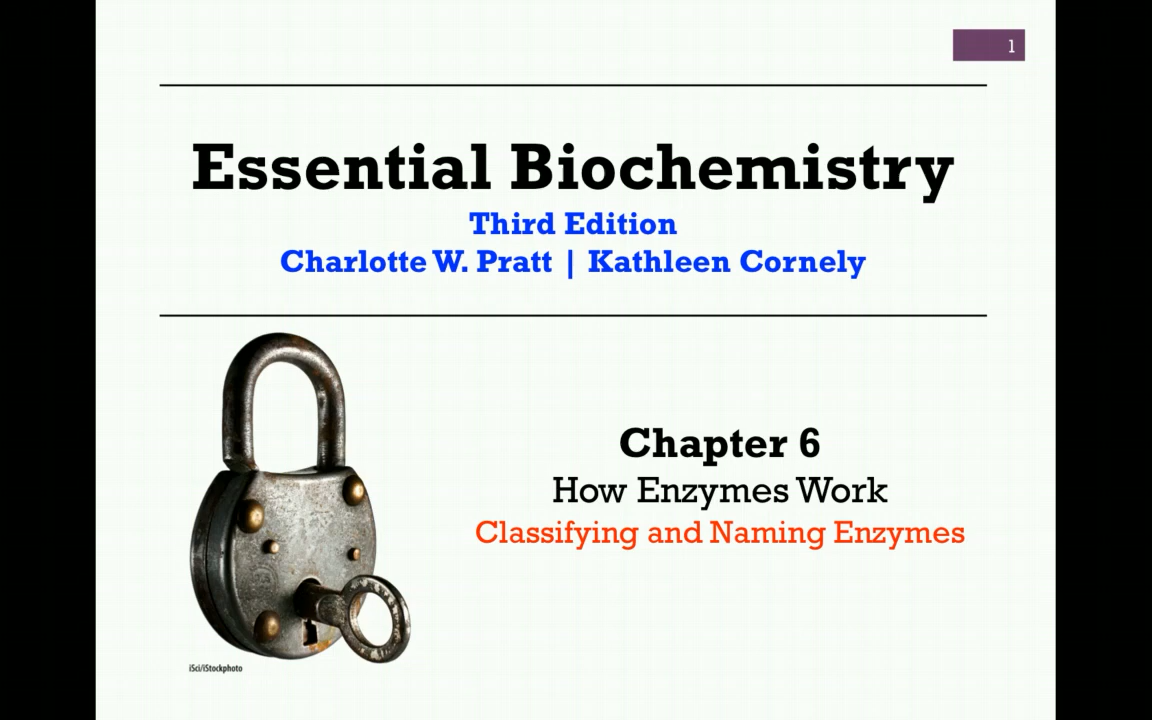 1
Essential Biochemistry
Third Edition
Charlotte W. Pratt | Kathleen Cornely
Chapter 6
How Enzymes Work
Classifying and Naming Enzymes
iSci/iStockphoto